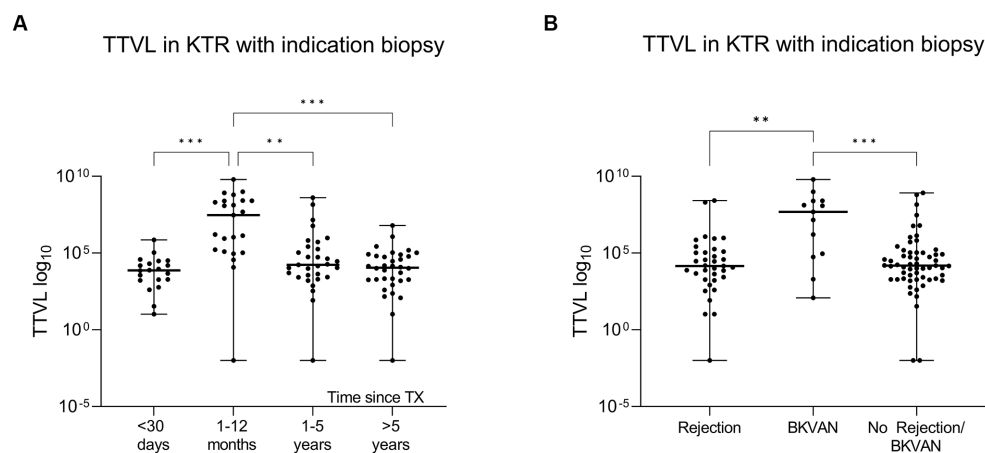 A
TTVL in KTR with indication biopsy
***
***
**
10^10
10^5
10^0
10^-5
TTVL log10
Time since TX
<30 days
1-12 months
1-5 years
>5 years
B
TTVL in KTR with indication biopsy
**
***
10^10
10^5
10^0
10^-5
TTVL log10
Rejection
BKVAN
No Rejection/
BKVAN